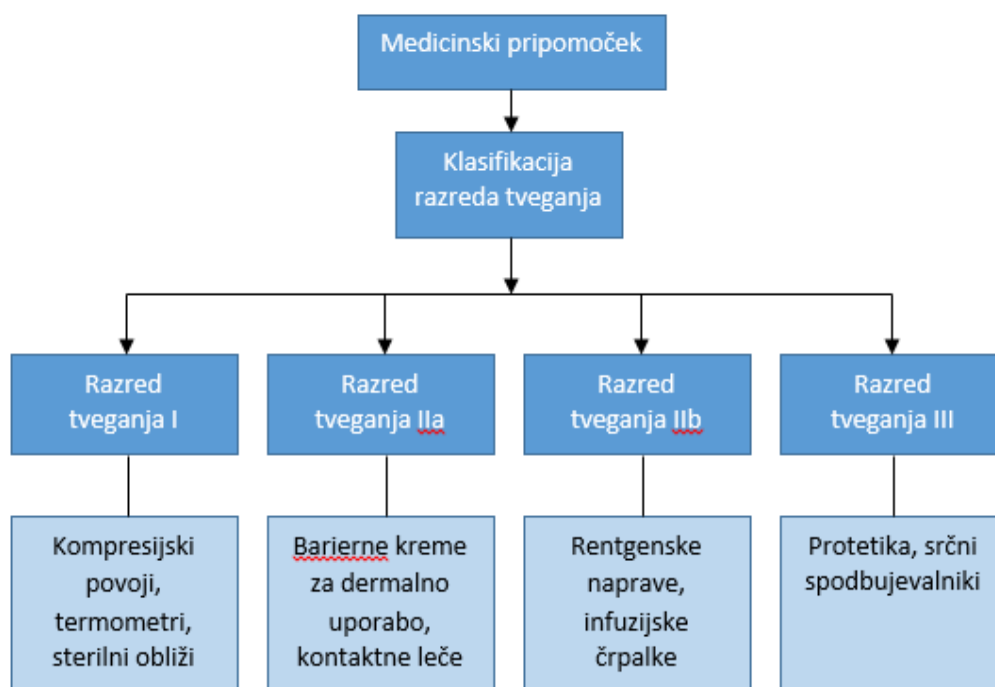 Medicinski pripomoček
Klasifikacija
razreda tveganja
Razred
tveganja I
Razred
tveganja IIa
Razred
tveganja IIb
Razred
tveganja III
Kompresijski
povoji,
termometri,
sterilni obliži
Barierne kreme
za dermalno
uporabo,
kontaktne leče
Rentgenske
naprave,
infuzijske
črpalke
Protetika, srčni
spodbujevalniki